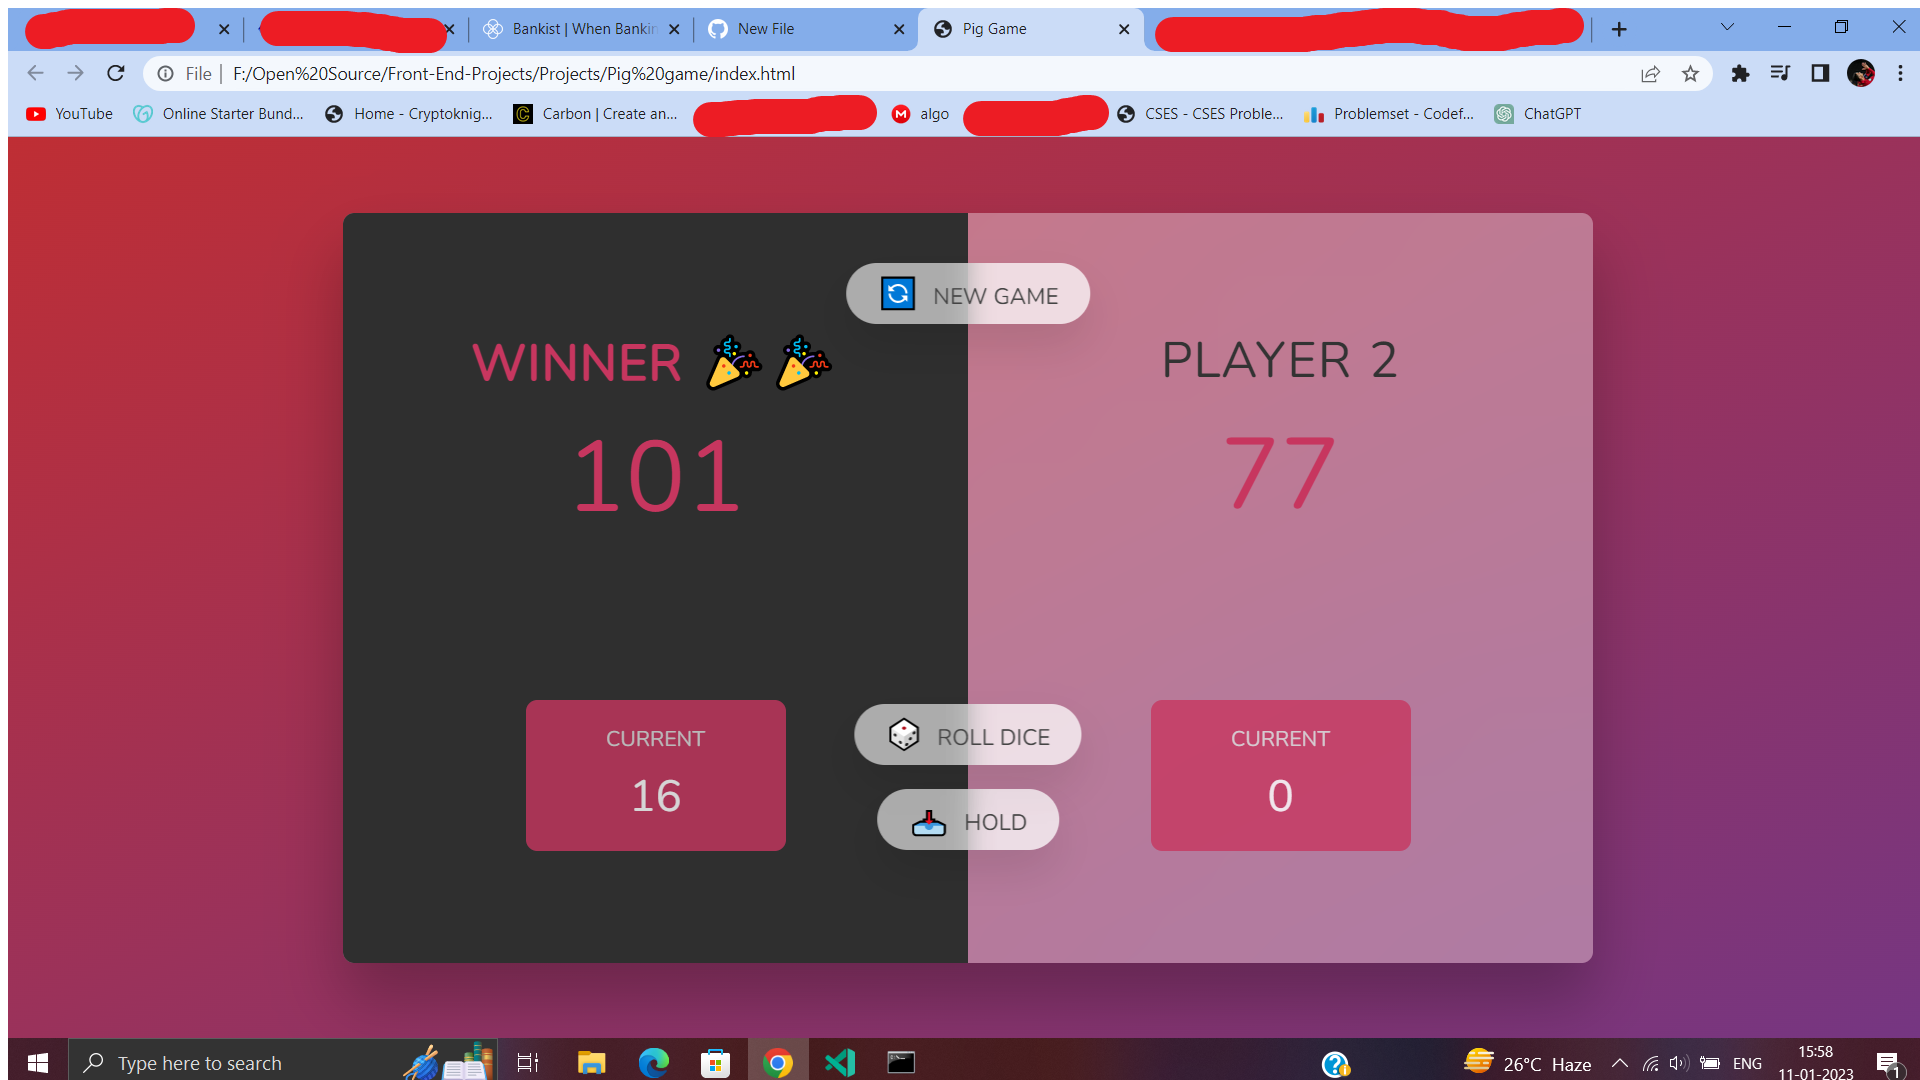 Bankist | When Bankin
New File
Pig Game
File | F:/Open%20Source/Front-End-Projects/Projects/Pig%20game/index.html
YouTube
Online Starter Bund...
Home - Cryptoknig...
Carbon | Create an...
algo
CSES - CSES Proble...
Problemset - Codef...
ChatGPT
NEW GAME
WINNER 🎉 🎉
PLAYER 2
101
77
CURRENT
16
ROLL DICE
HOLD
CURRENT
0
Type here to search
26°C Haze
ENG
15:58
11-01-2023
1